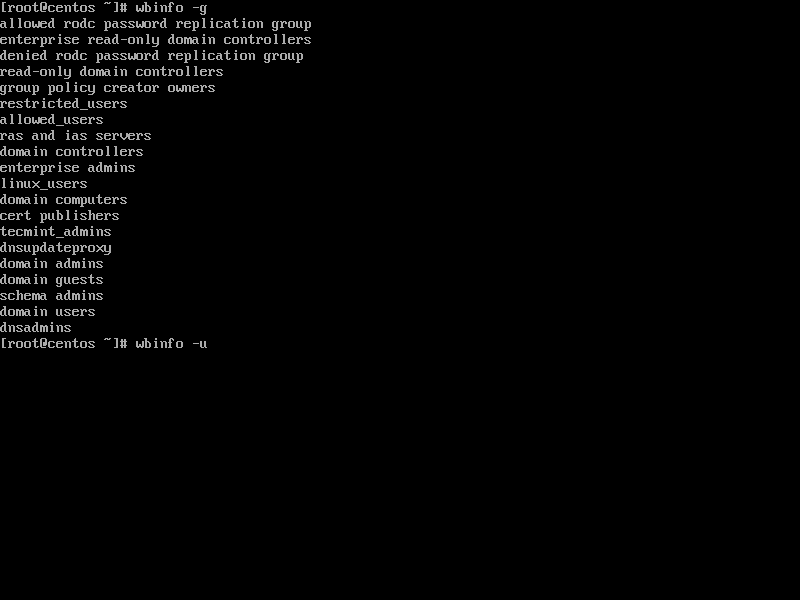 [root@centos ~]# wbinfo -g
allowed rodc password replication group
enterprise read-only domain controllers
denied rodc password replication group
read-only domain controllers
group policy creator owners
restricted_users
allowed_users
ras and ias servers
domain controllers
enterprise admins
linux_users
domain computers
cert publishers
tecmint_admins
dnsupdateproxy
domain admins
domain guests
schema admins
domain users
dnsadmins
[root@centos ~]# wbinfo -u